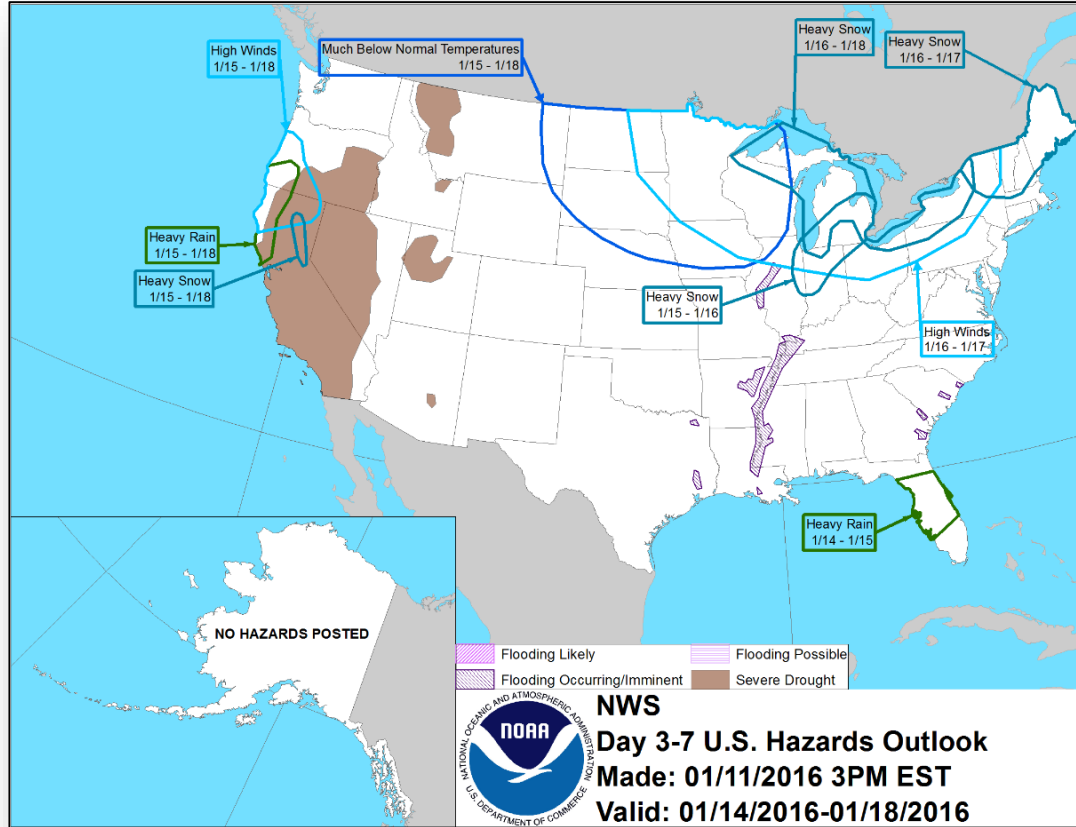 High Winds
1/15 - 1/18
Much Below Normal Temperatures
1/15 - 1/18
Heavy Snow
1/16 - 1/18
Heavy Snow
1/16 - 1/17
Heavy Rain
1/15 - 1/18
Heavy Snow
1/15 - 1/18
Heavy Snow
1/15 - 1/16
High Winds
1/16 - 1/17
Heavy Rain
1/14 - 1/15
NO HAZARDS POSTED
Flooding Likely
Flooding Possible
Flooding Occurring/Imminent
Severe Drought
NATIONAL OCEANIC AND ATMOSPHERIC ADMINISTRATION
NOAA
U.S. DEPARTMENT OF COMMERCE
NWS
Day 3-7 U.S. Hazards Outlook
Made: 01/11/2016 3PM EST
Valid: 01/14/2016-01/18/2016